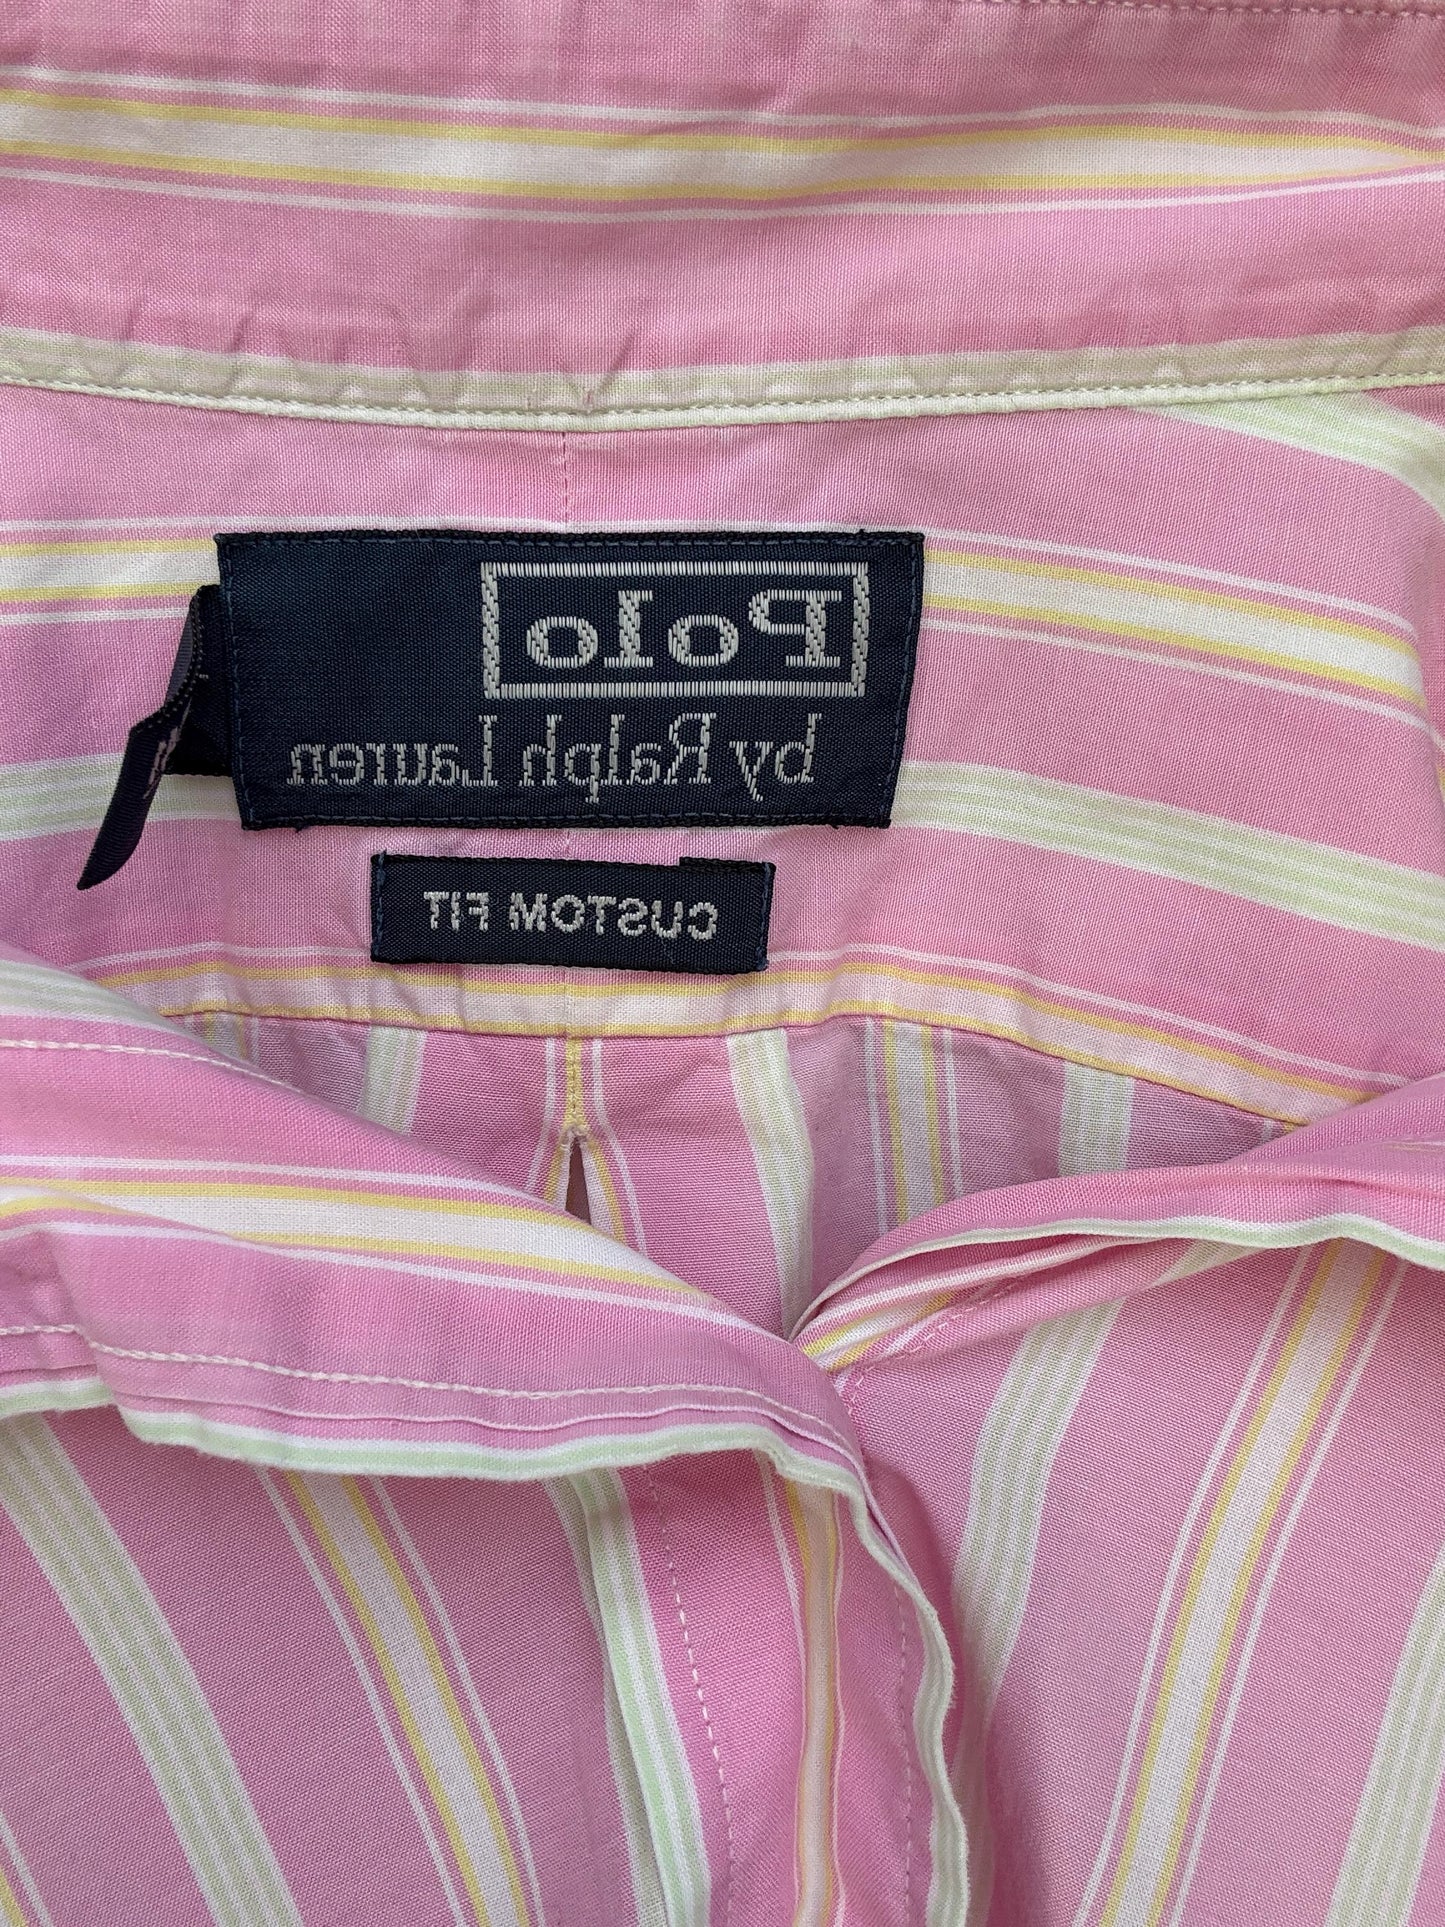 Polo
by Ralph Lauren
CUSTOM FIT